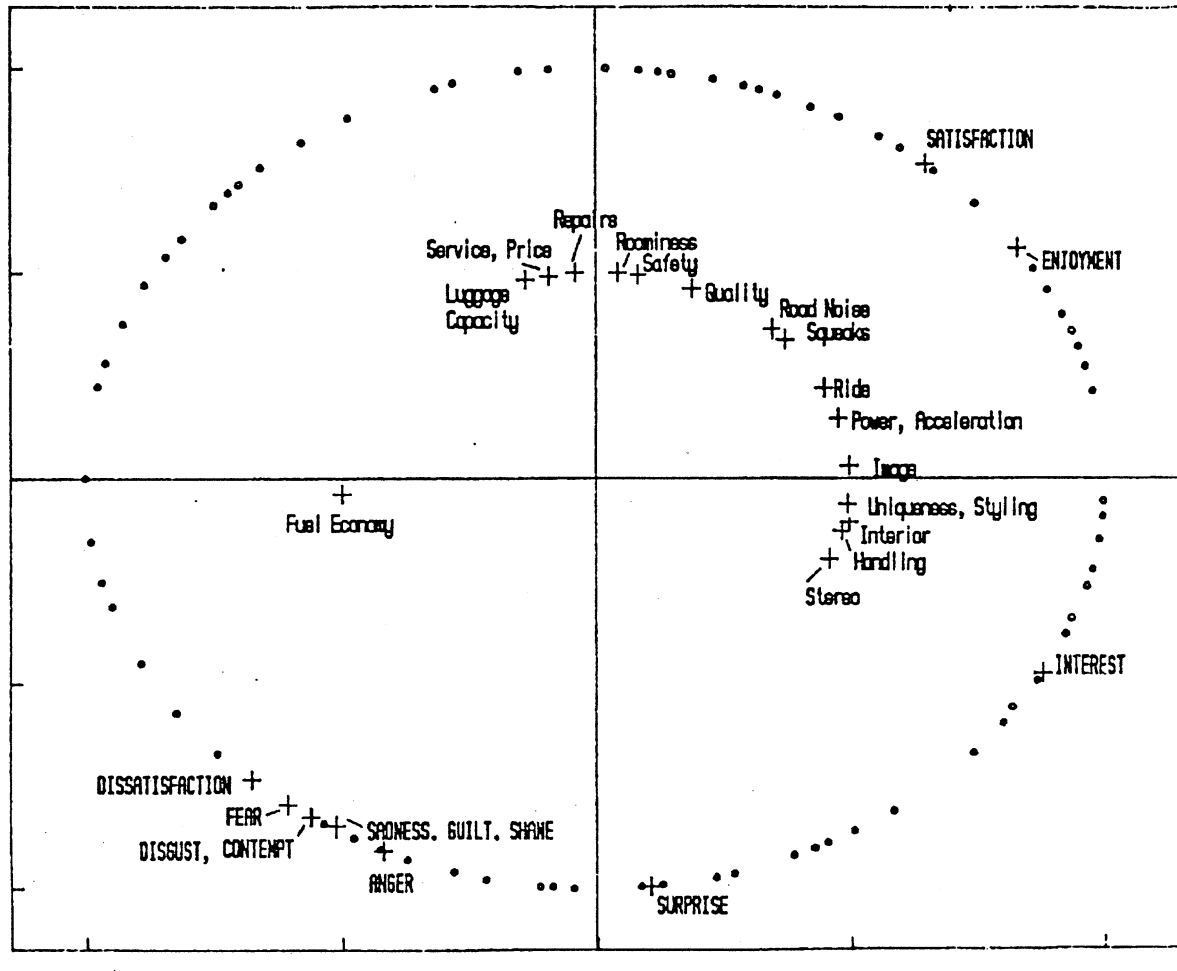 SATISFACTION
Repairs
Service, Price
Roominess
Safety
ENJOYMENT
Luggage
Capacity
Quality
Road Noise
Squeaks
Ride
Power, Acceleration
Image
Uniqueness, Styling
Fuel Economy
Interior
Handling
Stereo
INTEREST
DISSATISFACTION
FEAR
SADNESS. GUILT. SHAME
DISGUST, CONTEMPT
ANGER
SURPRISE